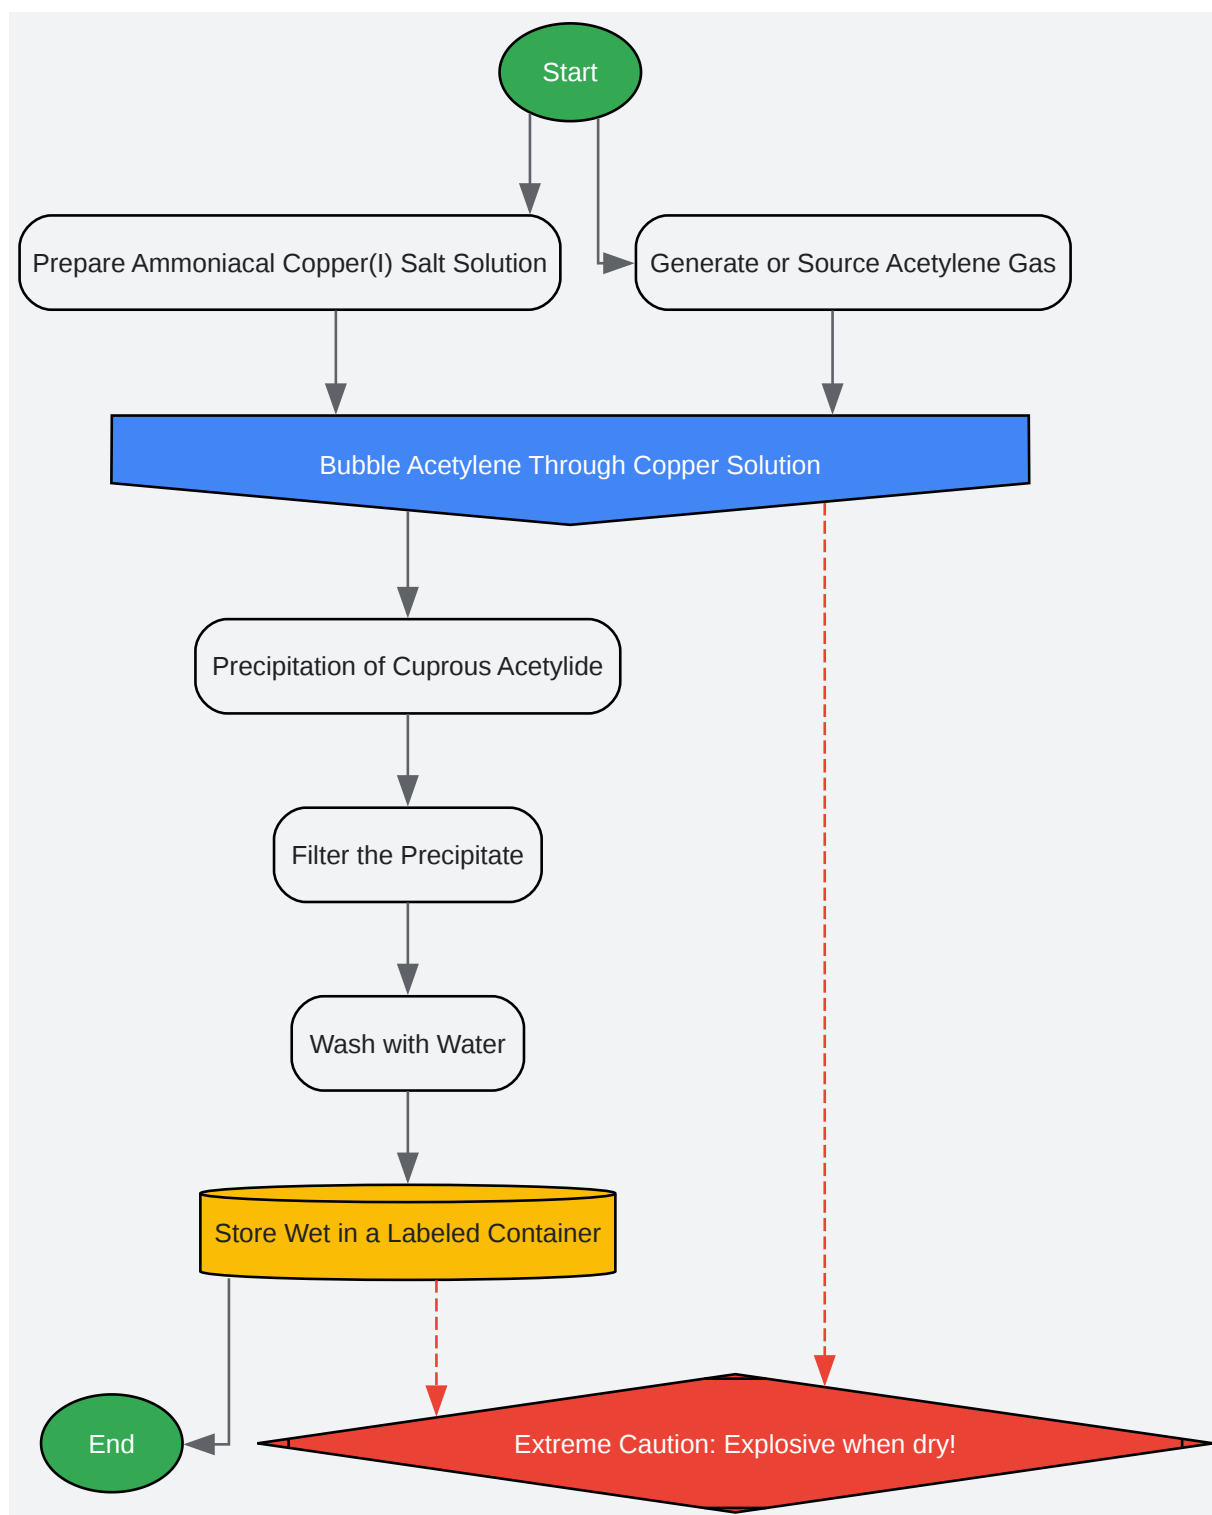 Start
Prepare Ammoniacal Copper(I) Salt Solution
Generate or Source Acetylene Gas
Bubble Acetylene Through Copper Solution
Precipitation of Cuprous Acetylide
Filter the Precipitate
Wash with Water
Store Wet in a Labeled Container
End
Extreme Caution: Explosive when dry!